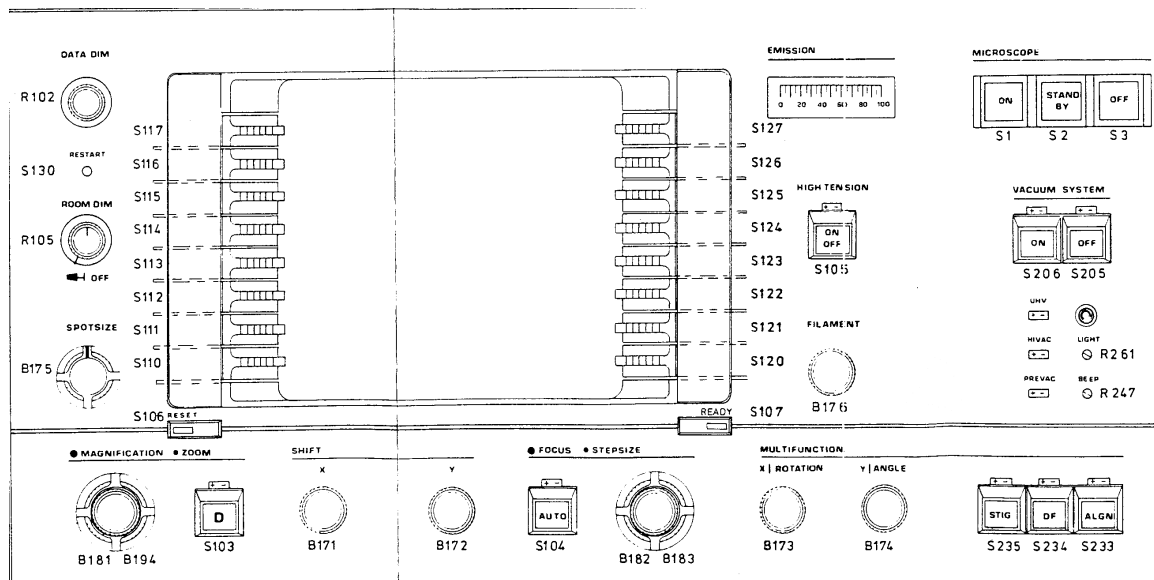 DATA DIM
R102
S130
RESTART
ROOM DIM
R105
OFF
SPOTSIZE
B175
S117
S116
S115
S114
S113
S112
S111
S110
S106 RESET
READY S107
S127
S126
S125
S124
S123
S122
S121
S120
EMISSION
0 20 40 60 80 100
MICROSCOPE
ON
STAND BY
OFF
S1 S2 S3
HIGH TENSION
+ -
ON
OFF
S105
FILAMENT
B176
VACUUM SYSTEM
+ - + -
ON OFF
S206 S205
UHV
+ -
HIVAC LIGHT
+ - R261
PREVAC BEEP
+ - R247
MAGNIFICATION ZOOM
+ -
D
B181 B194 S103
SHIFT
X Y
B171 B172
FOCUS STEPSIZE
+ -
AUTO
S104 B182 B183
MULTIFUNCTION
X | ROTATION Y | ANGLE
B173 B174
+ - + - + -
STIG DF ALGN
S235 S234 S233